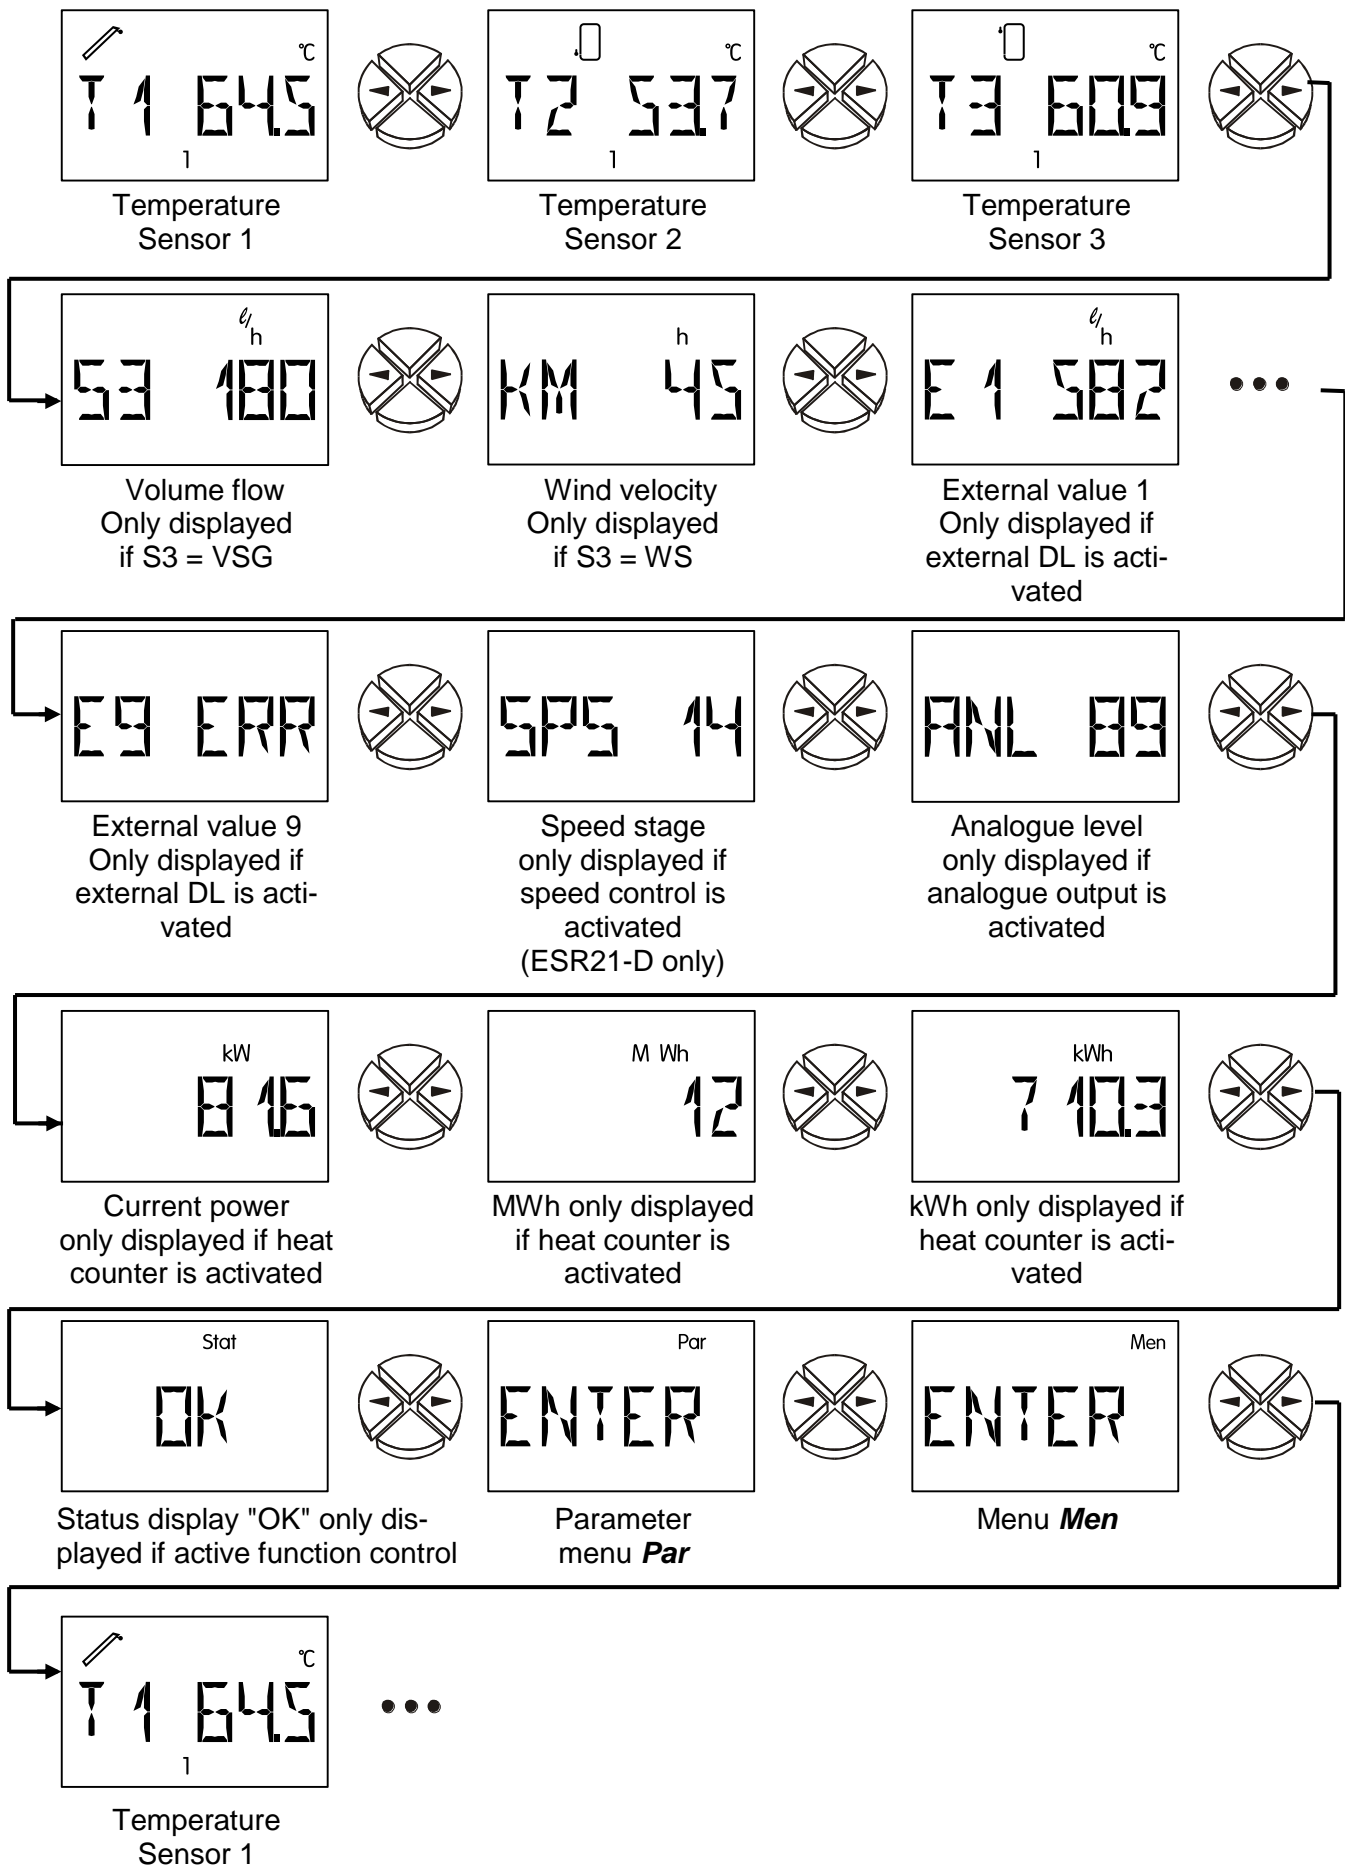 °C
T1 64.5
1
Temperature
Sensor 1
°C
T2 53.7
1
Temperature
Sensor 2
°C
T3 60.9
1
Temperature
Sensor 3
l/h
S3 180
Volume flow
Only displayed
if S3 = VSG
h
KM 45
Wind velocity
Only displayed
if S3 = WS
l/h
E1 582
External value 1
Only displayed if
external DL is acti-
vated
E9 ERR
External value 9
Only displayed if
external DL is acti-
vated
SPS 14
Speed stage
only displayed if
speed control is
activated
(ESR21-D only)
ANL 89
Analogue level
only displayed if
analogue output is
activated
kW
81.6
Current power
only displayed if heat
counter is activated
M Wh
12
MWh only displayed
if heat counter is
activated
kWh
710.3
kWh only displayed if
heat counter is acti-
vated
Stat
OK
Status display "OK" only dis-
played if active function control
Par
ENTER
Parameter
menu Par
Men
ENTER
Menu Men
°C
T1 64.5
1
Temperature
Sensor 1